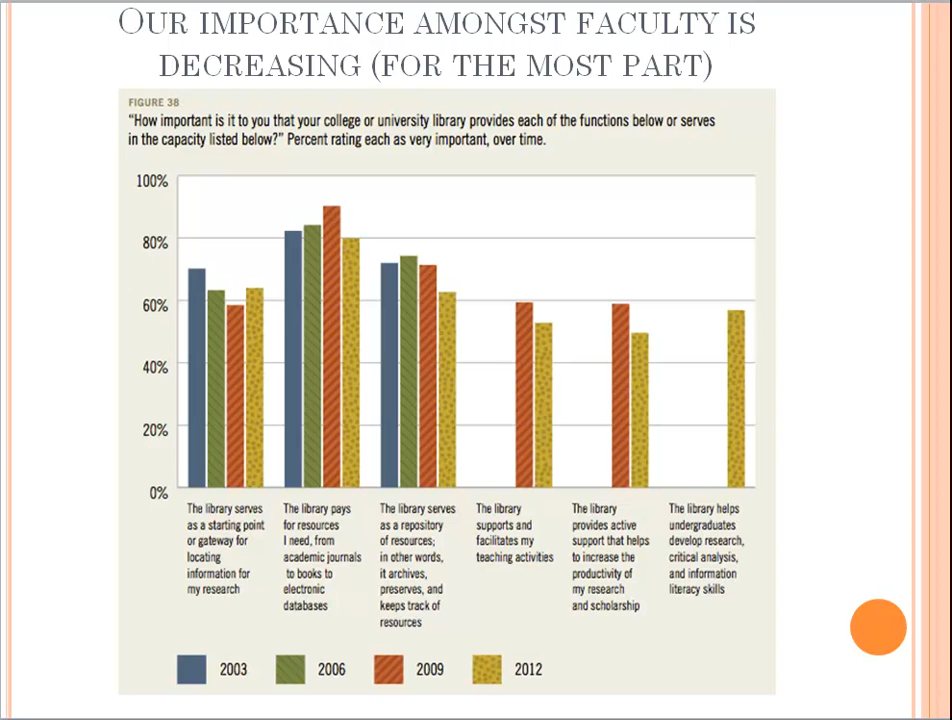 OUR IMPORTANCE AMONGST FACULTY IS
DECREASING (FOR THE MOST PART)
FIGURE 38
“How important is it to you that your college or university library provides each of the functions below or serves
in the capacity listed below?” Percent rating each as very important, over time.
100%
80%
60%
40%
20%
0%
The library serves
as a starting point
or gateway for
locating
information for
my research
The library pays
for resources
I need, from
academic journals
to books to
electronic
databases
The library serves
as a repository
of resources;
in other words,
it archives,
preserves, and
keeps track of
resources
The library
supports and
facilitates my
teaching activities
The library
provides active
support that helps
to increase the
productivity of
my research
and scholarship
The library helps
undergraduates
develop research,
critical analysis,
and information
literacy skills
2003
2006
2009
2012